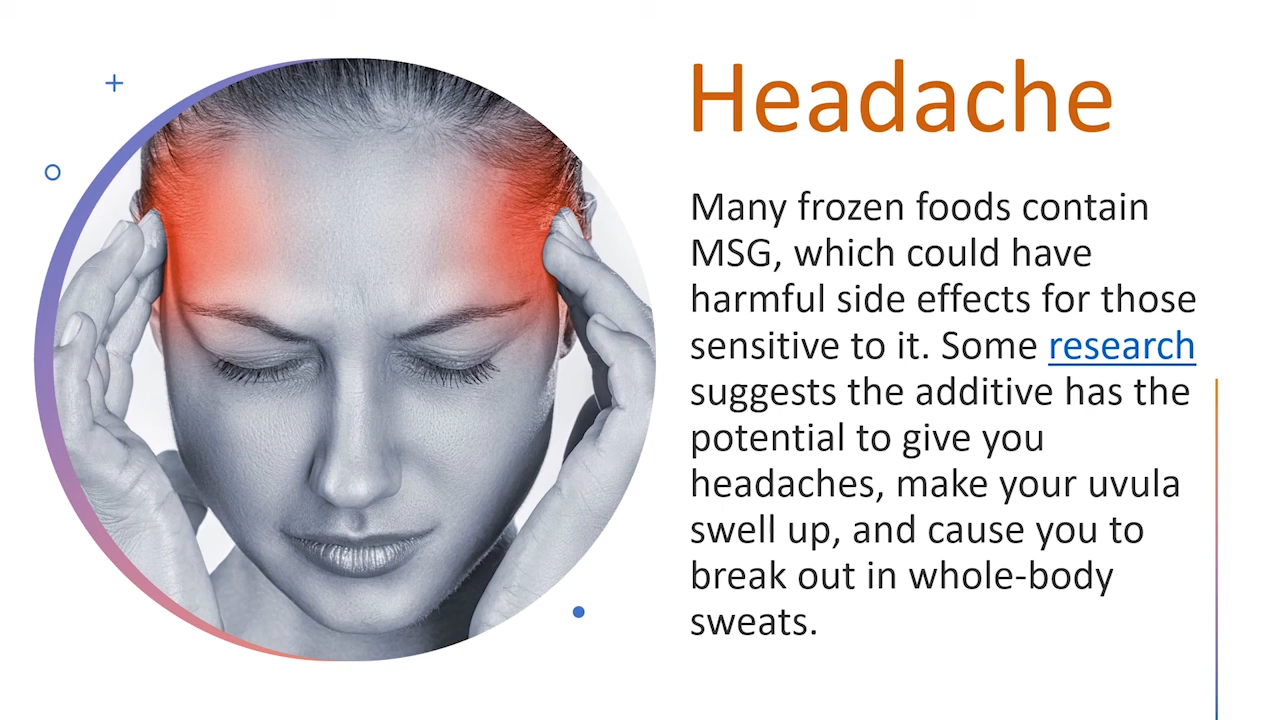 Headache
Many frozen foods contain
MSG, which could have
harmful side effects for those
sensitive to it. Some research
suggests the additive has the
potential to give you
headaches, make your uvula
swell up, and cause you to
break out in whole-body
sweats.